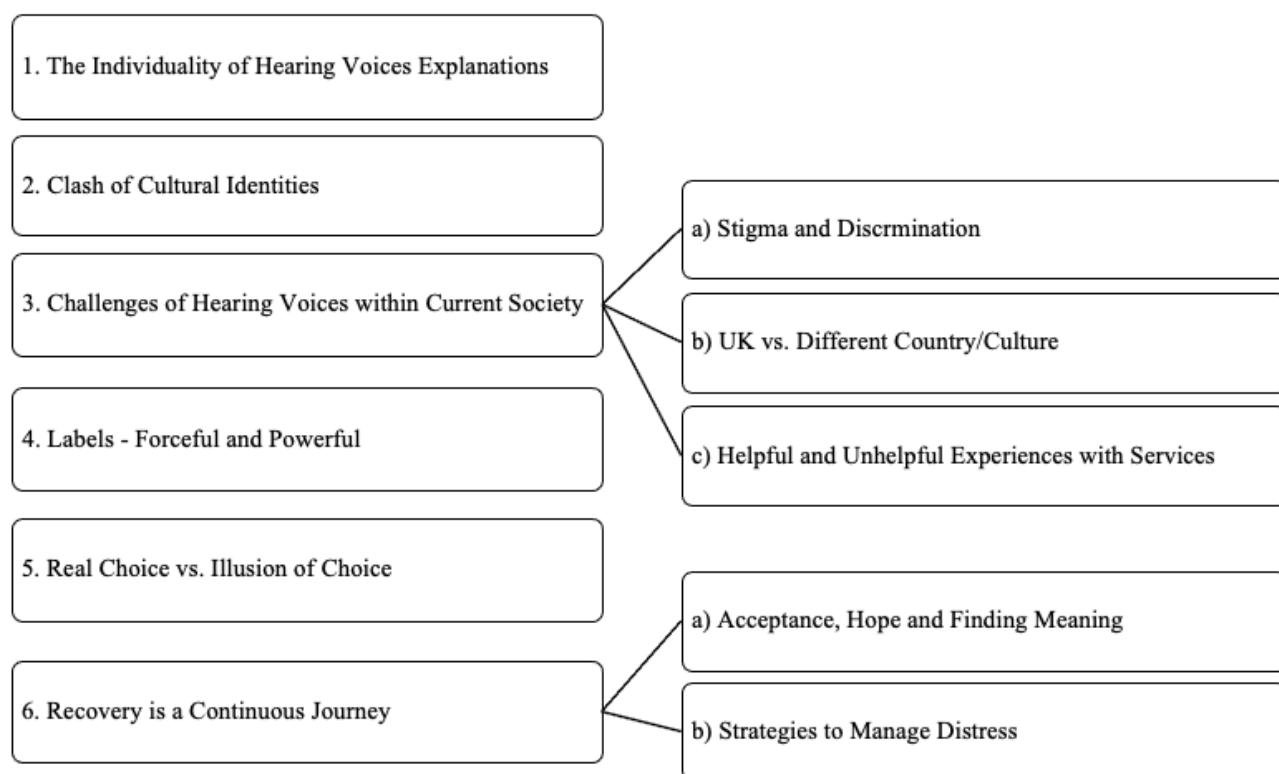 1. The Individuality of Hearing Voices Explanations
2. Clash of Cultural Identities
3. Challenges of Hearing Voices within Current Society
a) Stigma and Discrmination
b) UK vs. Different Country/Culture
c) Helpful and Unhelpful Experiences with Services
4. Labels - Forceful and Powerful
5. Real Choice vs. Illusion of Choice
6. Recovery is a Continuous Journey
a) Acceptance, Hope and Finding Meaning
b) Strategies to Manage Distress